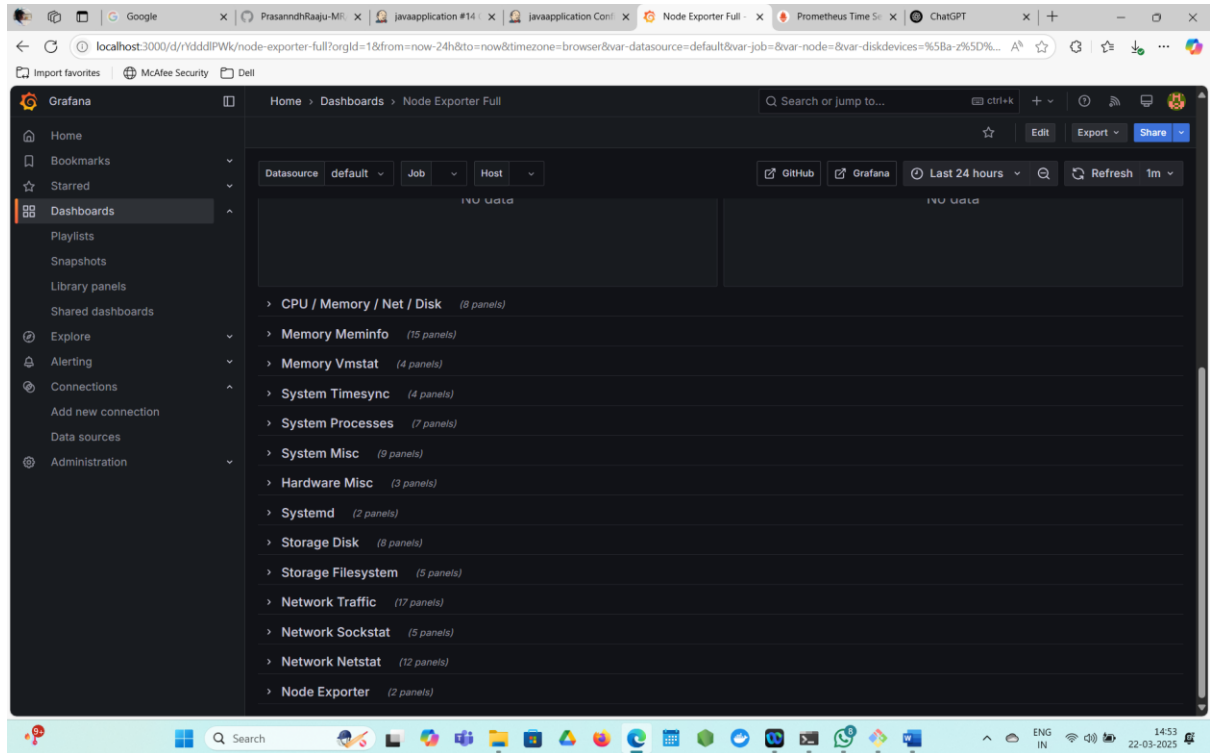 Google
PrasanndhRaaju-MR
javaapplication #14
javaapplication Conf
Node Exporter Full -
Prometheus Time Se
ChatGPT
localhost:3000/d/rYdddlPWk/node-exporter-full?orgId=1&from=now-24h&to=now&timezone=browser&var-datasource=default&var-job=&var-node=&var-diskdevices=%5Ba-z%5D%...
Import favorites McAfee Security Dell
Grafana
Home > Dashboards > Node Exporter Full
Search or jump to... ctrl+k
Home
Bookmarks
Starred
Dashboards
Playlists
Snapshots
Library panels
Shared dashboards
Explore
Alerting
Connections
Add new connection
Data sources
Administration
Edit Export Share
Datasource default Job Host GitHub Grafana Last 24 hours Refresh 1m
No data No data
CPU / Memory / Net / Disk (8 panels)
Memory Meminfo (15 panels)
Memory Vmstat (4 panels)
System Timesync (4 panels)
System Processes (7 panels)
System Misc (9 panels)
Hardware Misc (3 panels)
Systemd (2 panels)
Storage Disk (8 panels)
Storage Filesystem (5 panels)
Network Traffic (17 panels)
Network Sockstat (5 panels)
Network Netstat (12 panels)
Node Exporter (2 panels)
9+
Search
8
ENG
IN
14:53
22-03-2025